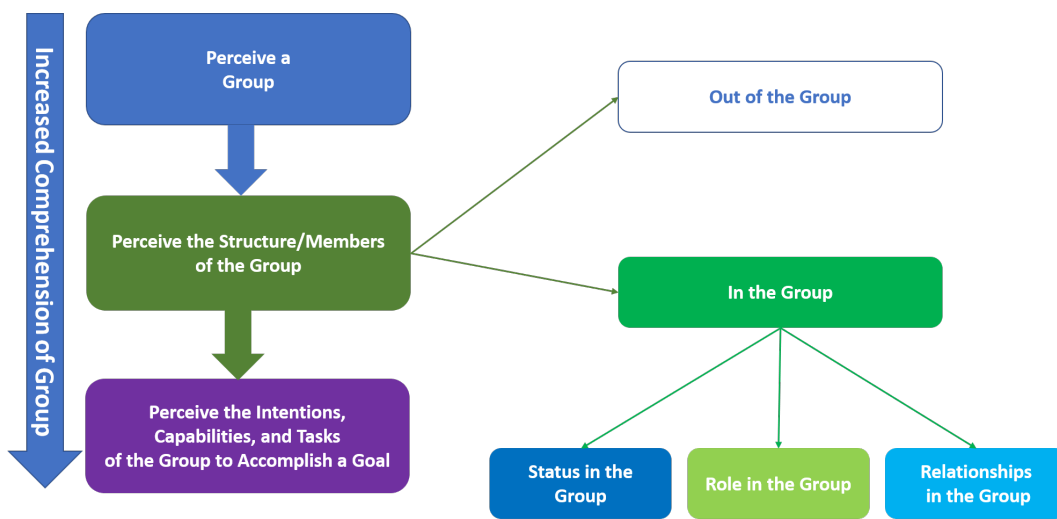 Increased Comprehension of Group
Perceive a
Group
Out of the Group
Perceive the Structure/Members
of the Group
In the Group
Perceive the Intentions,
Capabilities, and Tasks
of the Group to Accomplish a Goal
Status in the
Group
Role in the Group
Relationships
in the Group